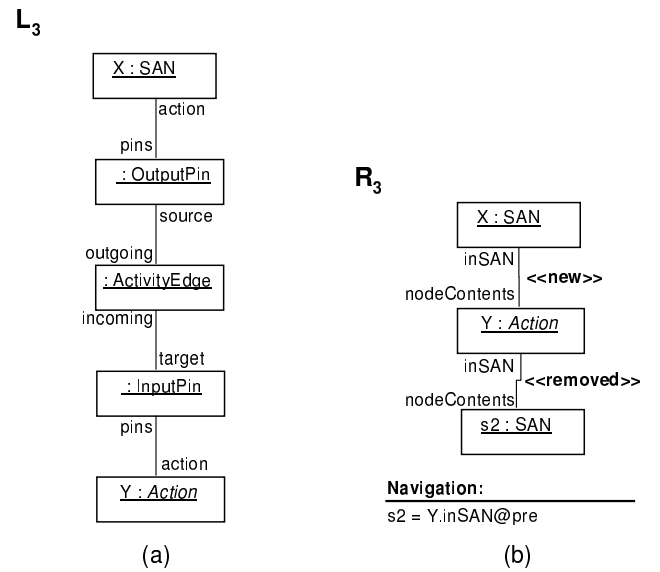 L3
X : SAN
action
pins
: OutputPin
source
outgoing
: ActivityEdge
incoming
target
: InputPin
pins
action
Y : Action
(a)
R3
X : SAN
inSAN
<<new>>
nodeContents
Y : Action
inSAN
<<removed>>
nodeContents
s2 : SAN
Navigation:
s2 = Y.inSAN@pre
(b)